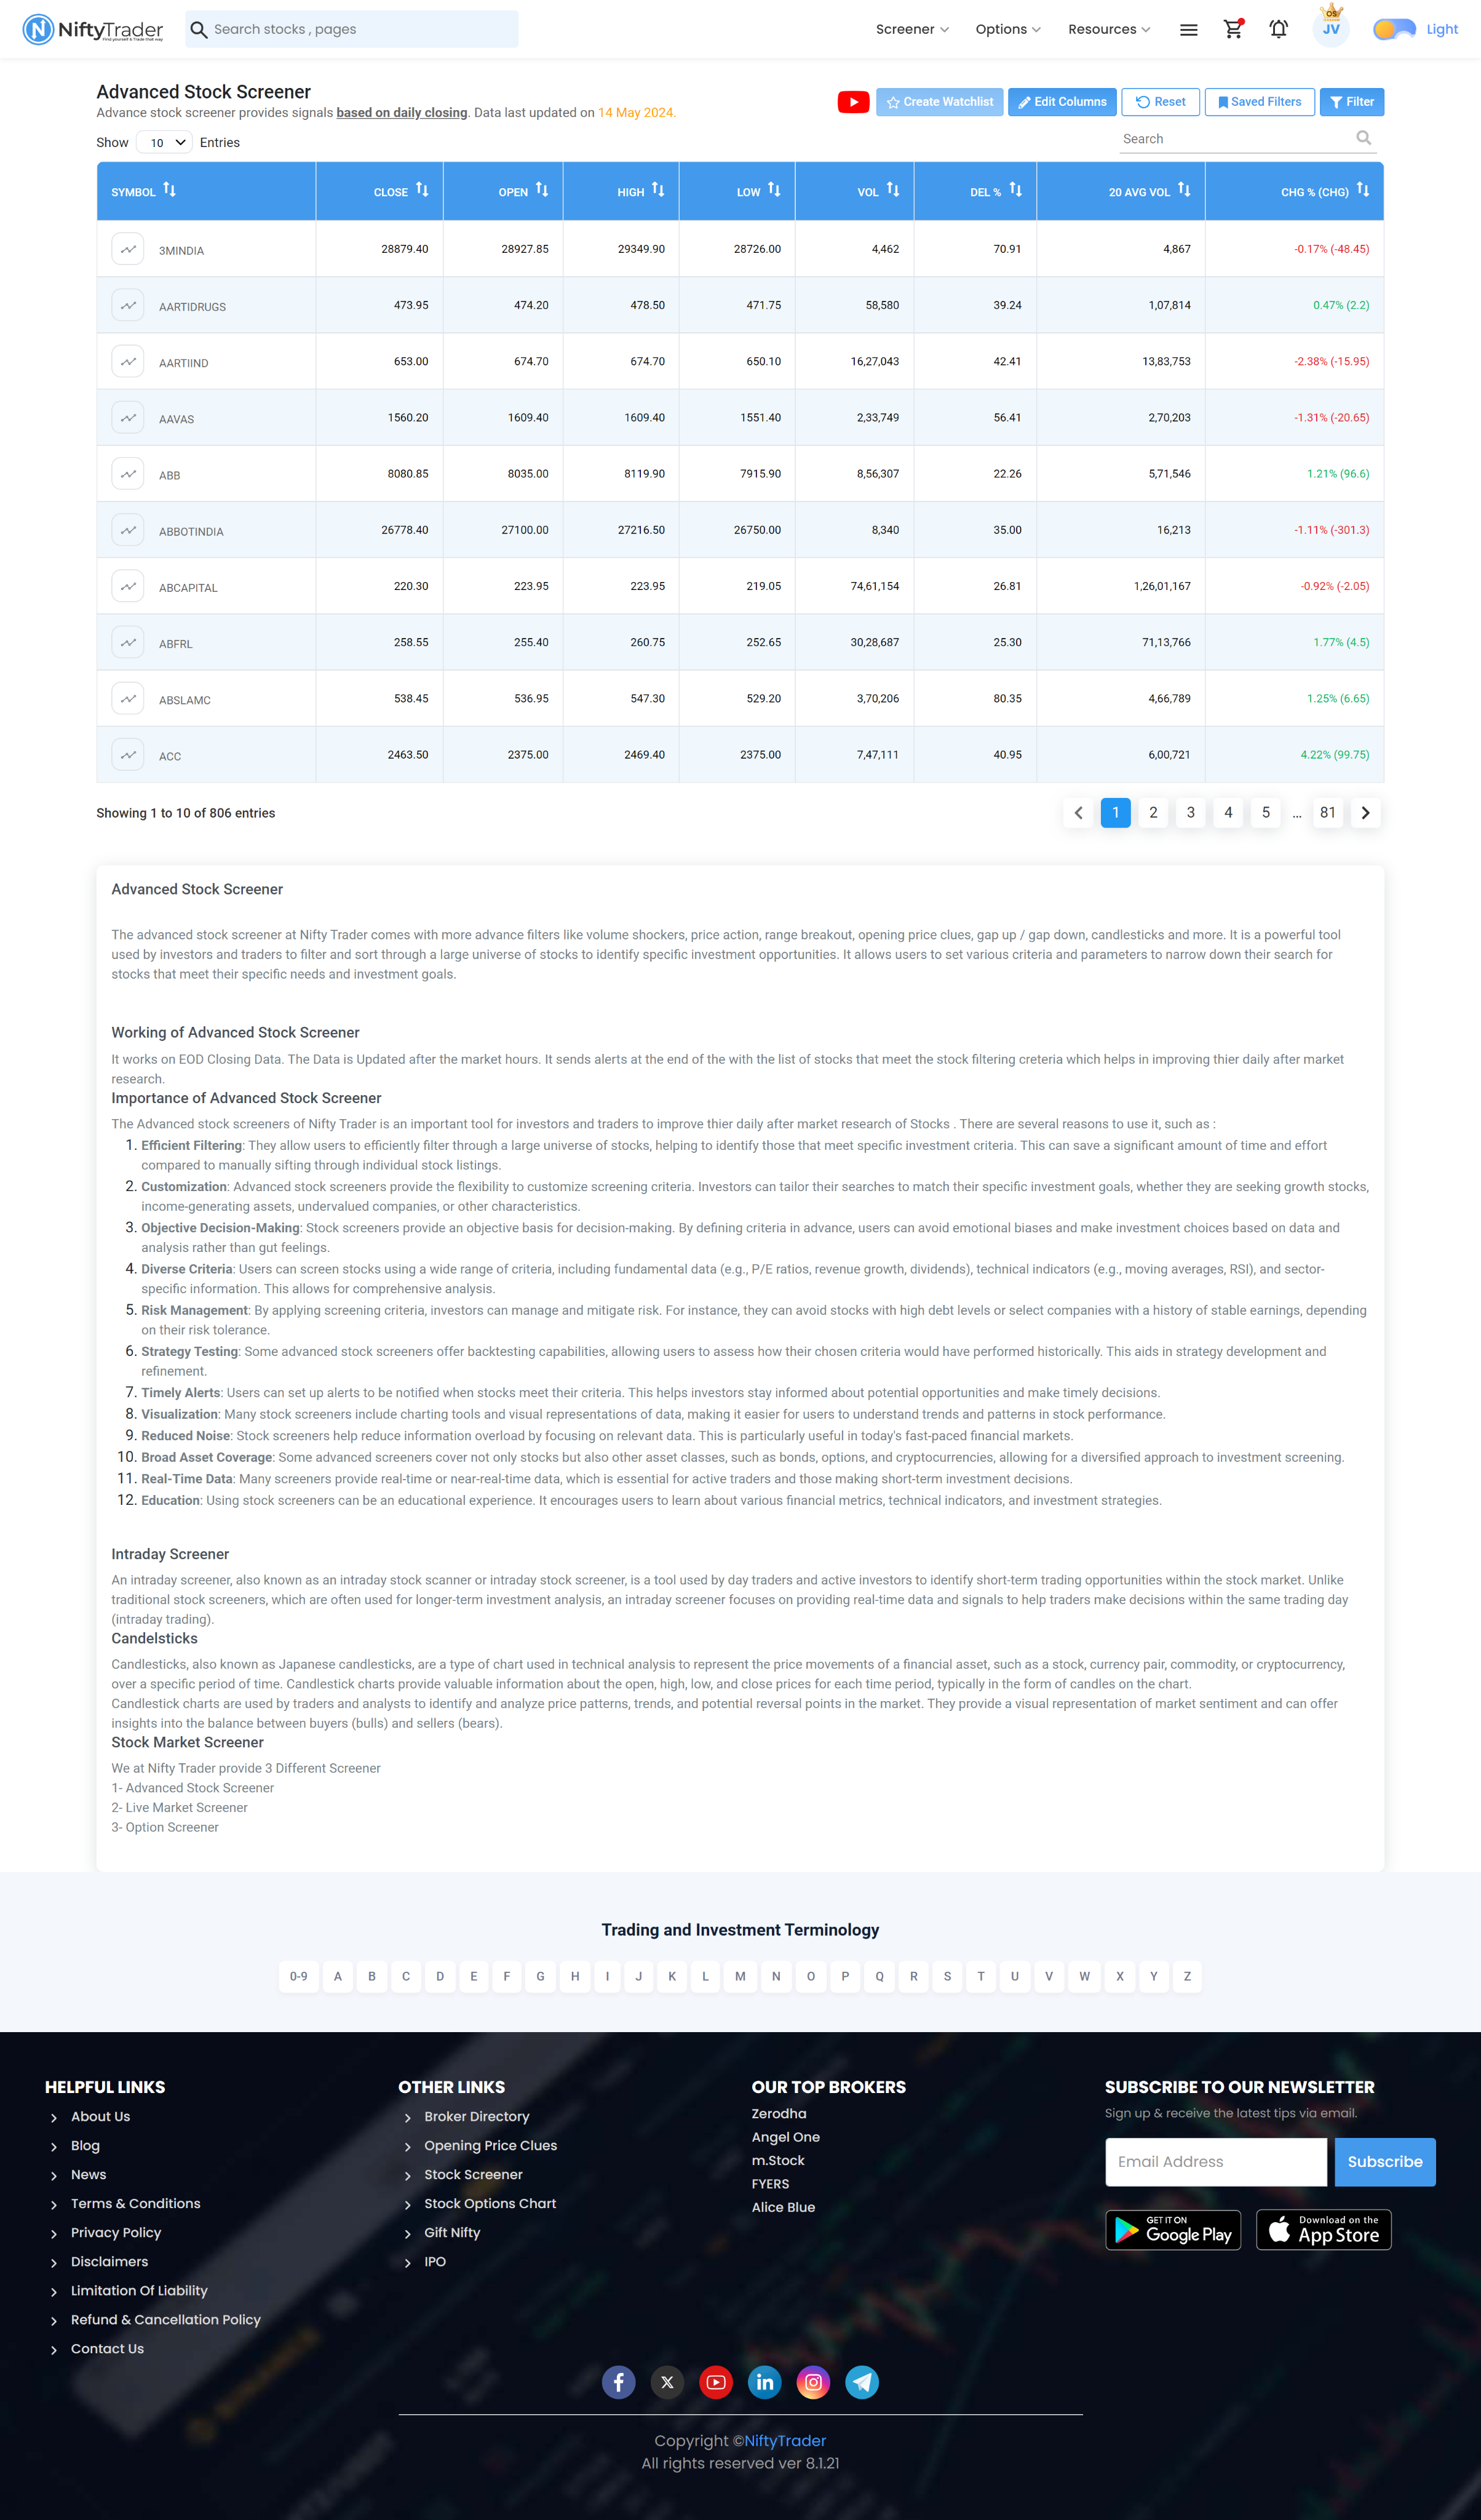 NiftyTrader
Find yourself & Trade that way
Search stocks , pages
Screener
Options
Resources
OS
JV
Light
Advanced Stock Screener
Advance stock screener provides signals based on daily closing. Data last updated on 14 May 2024.
Create Watchlist
Edit Columns
Reset
Saved Filters
Filter
Show 10 Entries
Search
SYMBOL CLOSE OPEN HIGH LOW VOL DEL % 20 AVG VOL CHG % (CHG)
3MINDIA 28879.40 28927.85 29349.90 28726.00 4,462 70.91 4,867 -0.17% (-48.45)
AARTIDRUGS 473.95 474.20 478.50 471.75 58,580 39.24 1,07,814 0.47% (2.2)
AARTIIND 653.00 674.70 674.70 650.10 16,27,043 42.41 13,83,753 -2.38% (-15.95)
AAVAS 1560.20 1609.40 1609.40 1551.40 2,33,749 56.41 2,70,203 -1.31% (-20.65)
ABB 8080.85 8035.00 8119.90 7915.90 8,56,307 22.26 5,71,546 1.21% (96.6)
ABBOTINDIA 26778.40 27100.00 27216.50 26750.00 8,340 35.00 16,213 -1.11% (-301.3)
ABCAPITAL 220.30 223.95 223.95 219.05 74,61,154 26.81 1,26,01,167 -0.92% (-2.05)
ABFRL 258.55 255.40 260.75 252.65 30,28,687 25.30 71,13,766 1.77% (4.5)
ABSLAMC 538.45 536.95 547.30 529.20 3,70,206 80.35 4,66,789 1.25% (6.65)
ACC 2463.50 2375.00 2469.40 2375.00 7,47,111 40.95 6,00,721 4.22% (99.75)
Showing 1 to 10 of 806 entries
1 2 3 4 5 ... 81
Advanced Stock Screener
The advanced stock screener at Nifty Trader comes with more advance filters like volume shockers, price action, range breakout, opening price clues, gap up / gap down, candlesticks and more. It is a powerful tool
used by investors and traders to filter and sort through a large universe of stocks to identify specific investment opportunities. It allows users to set various criteria and parameters to narrow down their search for
stocks that meet their specific needs and investment goals.
Working of Advanced Stock Screener
It works on EOD Closing Data. The Data is Updated after the market hours. It sends alerts at the end of the with the list of stocks that meet the stock filtering creteria which helps in improving thier daily after market
research.
Importance of Advanced Stock Screener
The Advanced stock screeners of Nifty Trader is an important tool for investors and traders to improve thier daily after market research of Stocks . There are several reasons to use it, such as :
1. Efficient Filtering: They allow users to efficiently filter through a large universe of stocks, helping to identify those that meet specific investment criteria. This can save a significant amount of time and effort
compared to manually sifting through individual stock listings.
2. Customization: Advanced stock screeners provide the flexibility to customize screening criteria. Investors can tailor their searches to match their specific investment goals, whether they are seeking growth stocks,
income-generating assets, undervalued companies, or other characteristics.
3. Objective Decision-Making: Stock screeners provide an objective basis for decision-making. By defining criteria in advance, users can avoid emotional biases and make investment choices based on data and
analysis rather than gut feelings.
4. Diverse Criteria: Users can screen stocks using a wide range of criteria, including fundamental data (e.g., P/E ratios, revenue growth, dividends), technical indicators (e.g., moving averages, RSI), and sector-
specific information. This allows for comprehensive analysis.
5. Risk Management: By applying screening criteria, investors can manage and mitigate risk. For instance, they can avoid stocks with high debt levels or select companies with a history of stable earnings, depending
on their risk tolerance.
6. Strategy Testing: Some advanced stock screeners offer backtesting capabilities, allowing users to assess how their chosen criteria would have performed historically. This aids in strategy development and
refinement.
7. Timely Alerts: Users can set up alerts to be notified when stocks meet their criteria. This helps investors stay informed about potential opportunities and make timely decisions.
8. Visualization: Many stock screeners include charting tools and visual representations of data, making it easier for users to understand trends and patterns in stock performance.
9. Reduced Noise: Stock screeners help reduce information overload by focusing on relevant data. This is particularly useful in today's fast-paced financial markets.
10. Broad Asset Coverage: Some advanced screeners cover not only stocks but also other asset classes, such as bonds, options, and cryptocurrencies, allowing for a diversified approach to investment screening.
11. Real-Time Data: Many screeners provide real-time or near-real-time data, which is essential for active traders and those making short-term investment decisions.
12. Education: Using stock screeners can be an educational experience. It encourages users to learn about various financial metrics, technical indicators, and investment strategies.
Intraday Screener
An intraday screener, also known as an intraday stock scanner or intraday stock screener, is a tool used by day traders and active investors to identify short-term trading opportunities within the stock market. Unlike
traditional stock screeners, which are often used for longer-term investment analysis, an intraday screener focuses on providing real-time data and signals to help traders make decisions within the same trading day
(intraday trading).
Candelsticks
Candlesticks, also known as Japanese candlesticks, are a type of chart used in technical analysis to represent the price movements of a financial asset, such as a stock, currency pair, commodity, or cryptocurrency,
over a specific period of time. Candlestick charts provide valuable information about the open, high, low, and close prices for each time period, typically in the form of candles on the chart.
Candlestick charts are used by traders and analysts to identify and analyze price patterns, trends, and potential reversal points in the market. They provide a visual representation of market sentiment and can offer
insights into the balance between buyers (bulls) and sellers (bears).
Stock Market Screener
We at Nifty Trader provide 3 Different Screener
1- Advanced Stock Screener
2- Live Market Screener
3- Option Screener
Trading and Investment Terminology
0-9 A B C D E F G H I J K L M N O P Q R S T U V W X Y Z
HELPFUL LINKS
About Us
Blog
News
Terms & Conditions
Privacy Policy
Disclaimers
Limitation Of Liability
Refund & Cancellation Policy
Contact Us
OTHER LINKS
Broker Directory
Opening Price Clues
Stock Screener
Stock Options Chart
Gift Nifty
IPO
OUR TOP BROKERS
Zerodha
Angel One
m.Stock
FYERS
Alice Blue
SUBSCRIBE TO OUR NEWSLETTER
Sign up & receive the latest tips via email.
Email Address
Subscribe
GET IT ON
Google Play
Download on the
App Store
Copyright ©NiftyTrader
All rights reserved ver 8.1.21